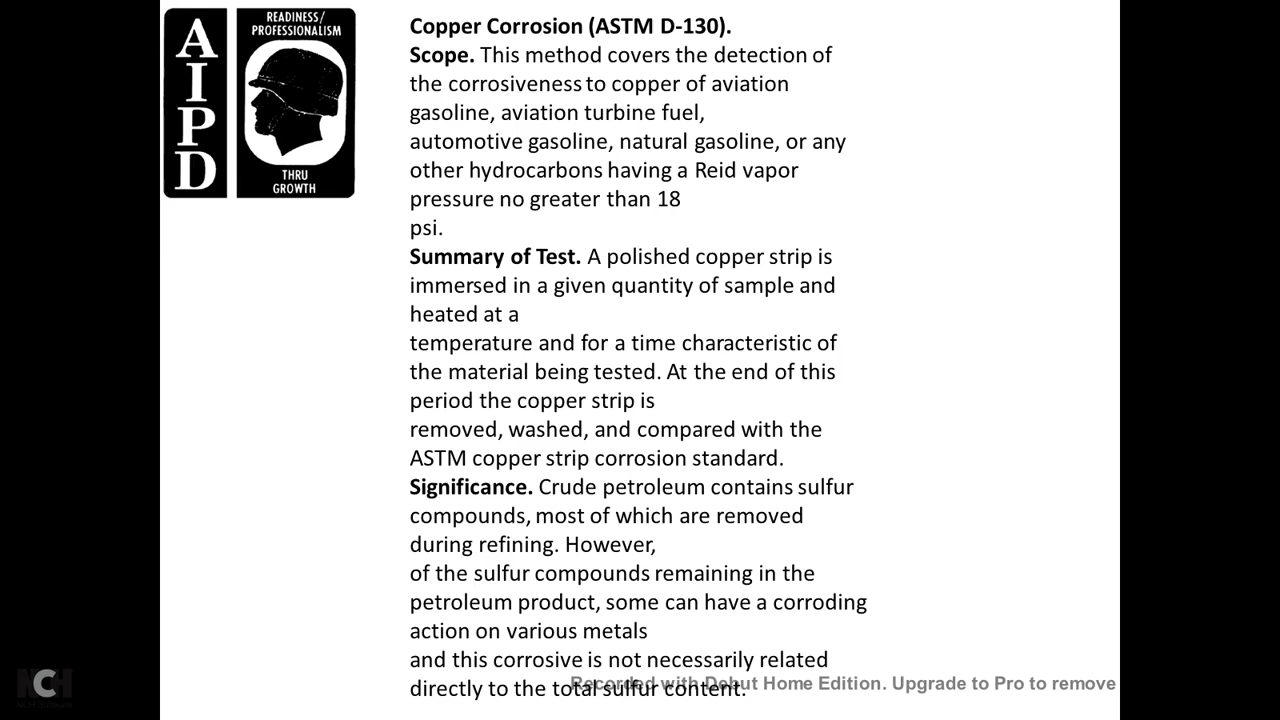 A
I
P
D
READINESS/
PROFESSIONALISM
THRU
GROWTH
Copper Corrosion (ASTM D-130).
Scope. This method covers the detection of
the corrosiveness to copper of aviation
gasoline, aviation turbine fuel,
automotive gasoline, natural gasoline, or any
other hydrocarbons having a Reid vapor
pressure no greater than 18
psi.
Summary of Test. A polished copper strip is
immersed in a given quantity of sample and
heated at a
temperature and for a time characteristic of
the material being tested. At the end of this
period the copper strip is
removed, washed, and compared with the
ASTM copper strip corrosion standard.
Significance. Crude petroleum contains sulfur
compounds, most of which are removed
during refining. However,
of the sulfur compounds remaining in the
petroleum product, some can have a corroding
action on various metals
and this corrosive is not necessarily related
directly to the total sulfur content.
Recorded with Debut Home Edition. Upgrade to Pro to remove
NCH
NCH Software